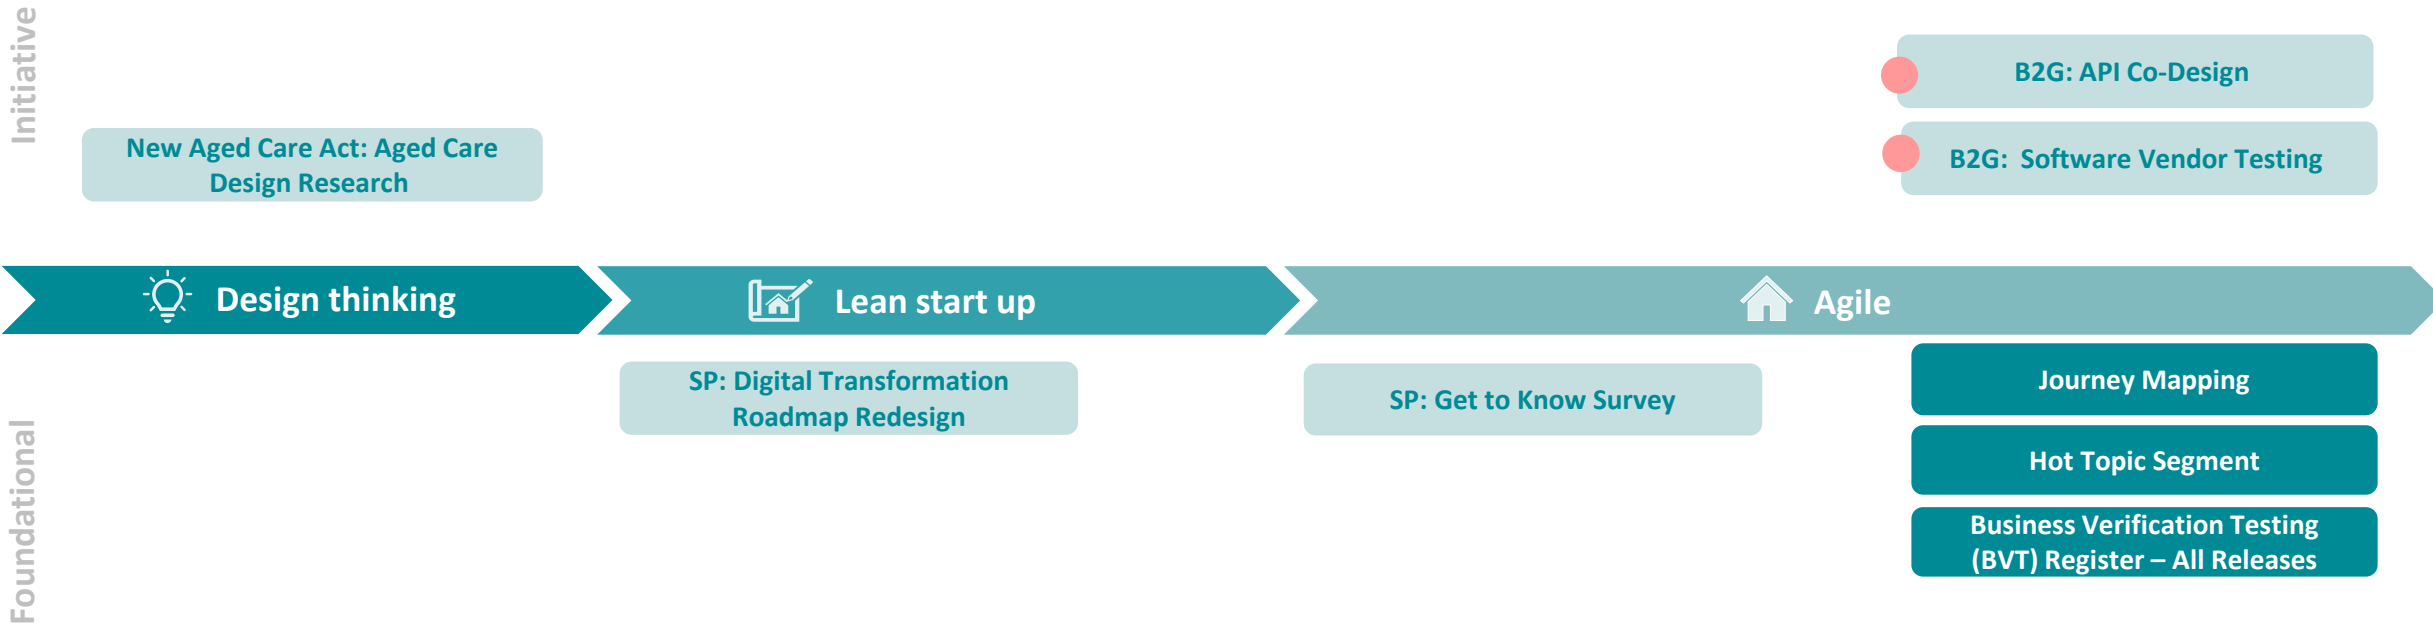 Initiative
B2G: API Co-Design
New Aged Care Act: Aged Care
Design Research
B2G:  Software Vendor Testing
Design thinking
Lean start up
Agile
Foundational
SP: Digital Transformation
Roadmap Redesign
SP: Get to Know Survey
Journey Mapping
Hot Topic Segment
Business Verification Testing
(BVT) Register – All Releases